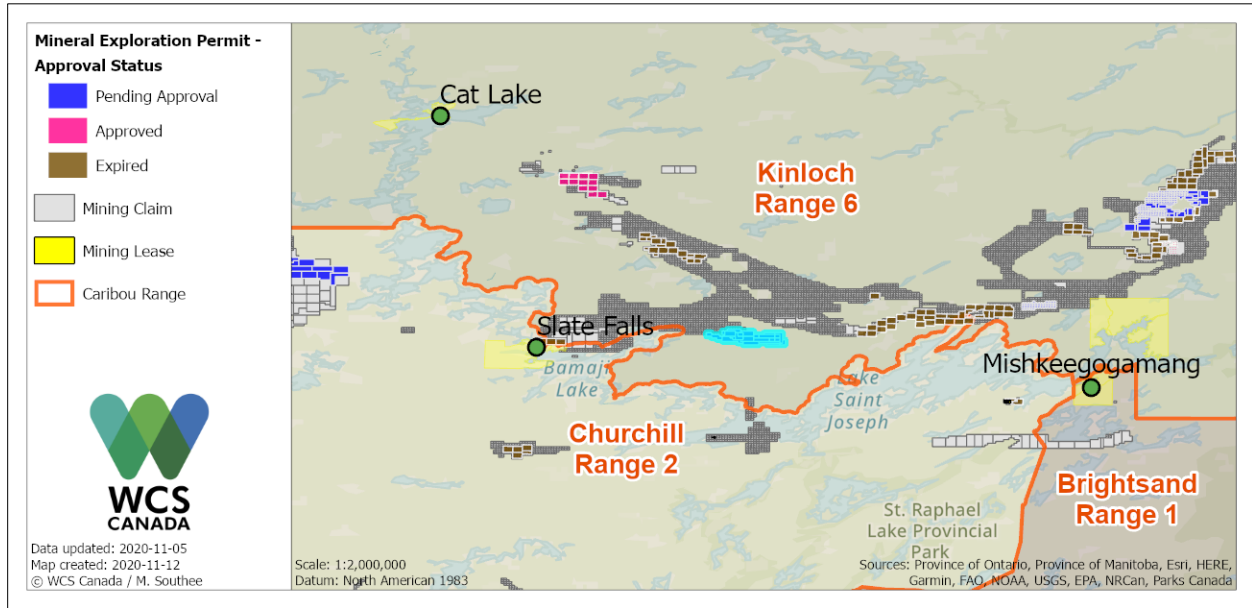 Mineral Exploration Permit -
Approval Status
Pending Approval
Approved
Expired
Mining Claim
Mining Lease
Caribou Range
WCS
CANADA
Data updated: 2020-11-05
Map created: 2020-11-12
© WCS Canada / M. Southee
Cat Lake
Kinloch
Range 6
Slate Falls
Bamaji
Lake
Mishkeegogamang
Lake
Saint
Joseph
Churchill
Range 2
Brightsand
Range 1
St. Raphael
Lake Provincial
Park
Scale: 1:2,000,000
Datum: North American 1983
Sources: Province of Ontario, Province of Manitoba, Esri, HERE,
Garmin, FAO, NOAA, USGS, EPA, NRCan, Parks Canada